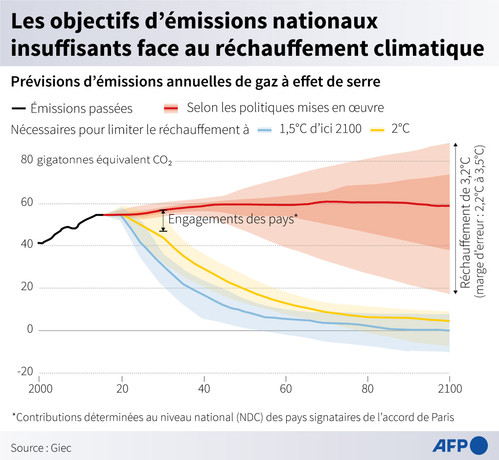 Les objectifs d’émissions nationaux
insuffisants face au réchauffement climatique
Prévisions d’émissions annuelles de gaz à effet de serre
Émissions passées Selon les politiques mises en œuvre
Nécessaires pour limiter le réchauffement à 1,5°C d’ici 2100 2°C
80 gigatonnes équivalent CO₂
60
Engagements des pays*
40
20
0
-20
2000 20 40 60 80 2100
Réchauffement de 3,2°C
(marge d’erreur : 2,2°C à 3,5°C)
*Contributions déterminées au niveau national (NDC) des pays signataires de l’accord de Paris
Source : Giec
AFP